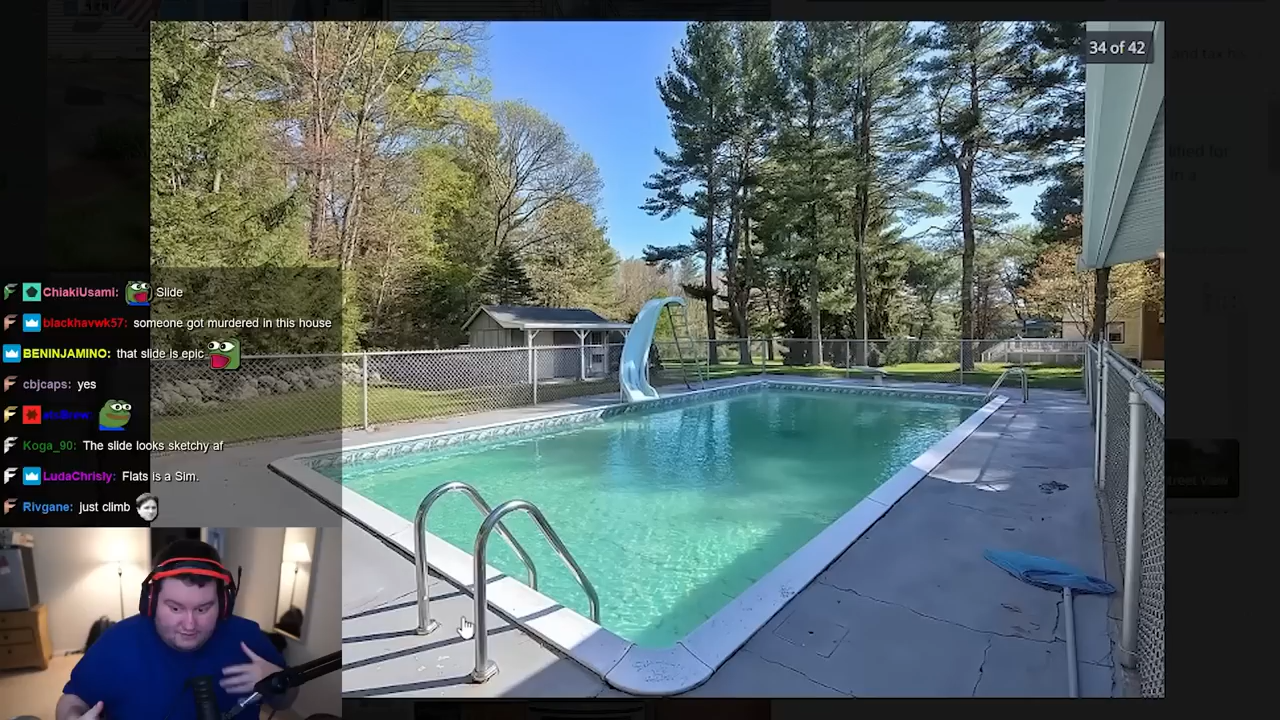 34 of 42
ChiakiUsami: Slide
blackhavwk57: someone got murdered in this house
BENINJAMINO: that slide is epic
cbjcaps: yes
Koga_90: The slide looks sketchy af
LudaChrisly: Flats is a Sim.
Rivgane: just climb